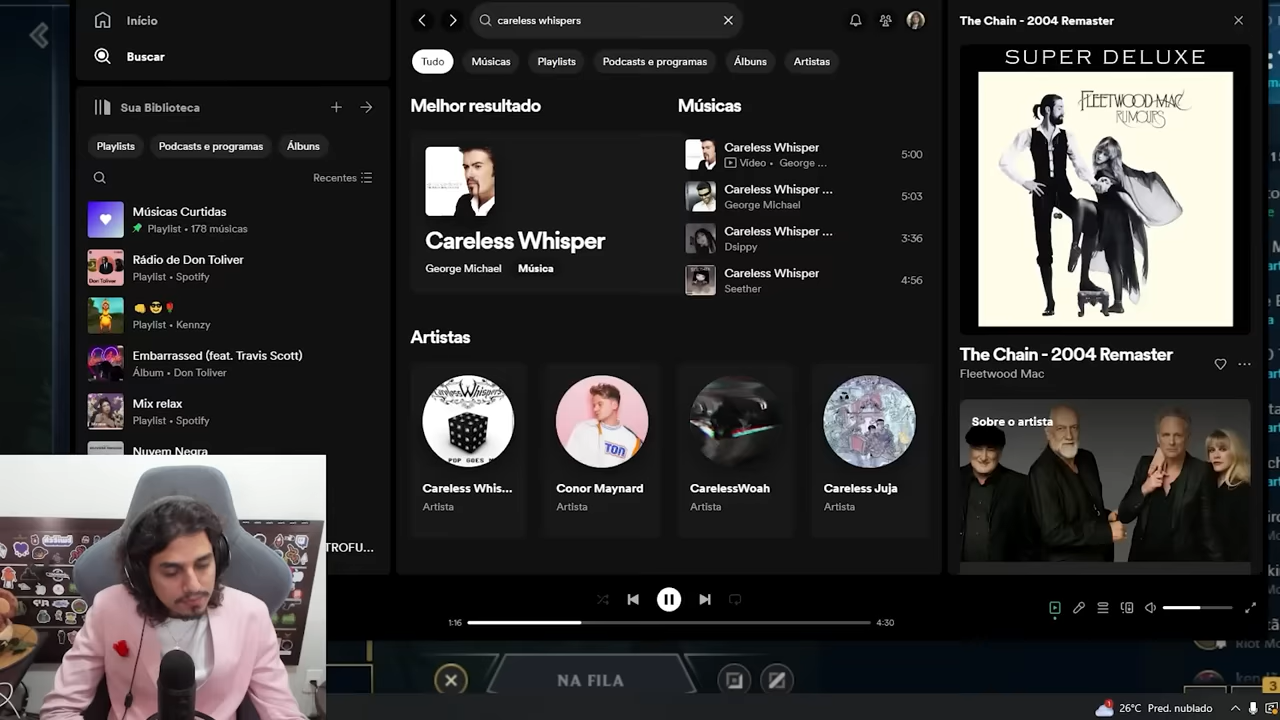 Início
Buscar
Sua Biblioteca
Playlists
Podcasts e programas
Álbuns
Recentes
Músicas Curtidas
Playlist • 178 músicas
Rádio de Don Toliver
Playlist • Spotify
Playlist • Kennzy
Embarrassed (feat. Travis Scott)
Álbum • Don Toliver
Mix relax
Playlist • Spotify
Nuvem Negra
TROFU...
careless whispers
Tudo
Músicas
Playlists
Podcasts e programas
Álbuns
Artistas
Melhor resultado
Careless Whisper
George Michael
Música
Músicas
Careless Whisper
Vídeo • George ...
5:00
Careless Whisper ...
George Michael
5:03
Careless Whisper ...
Dsippy
3:36
Careless Whisper
Seether
4:56
Artistas
Careless Whis...
Artista
Conor Maynard
Artista
CarelessWoah
Artista
Careless Juja
Artista
The Chain - 2004 Remaster
SUPER DELUXE
FLEETWOOD MAC
RUMOURS
The Chain - 2004 Remaster
Fleetwood Mac
Sobre o artista
1:16
4:30
NA FILA
26°C Pred. nublado